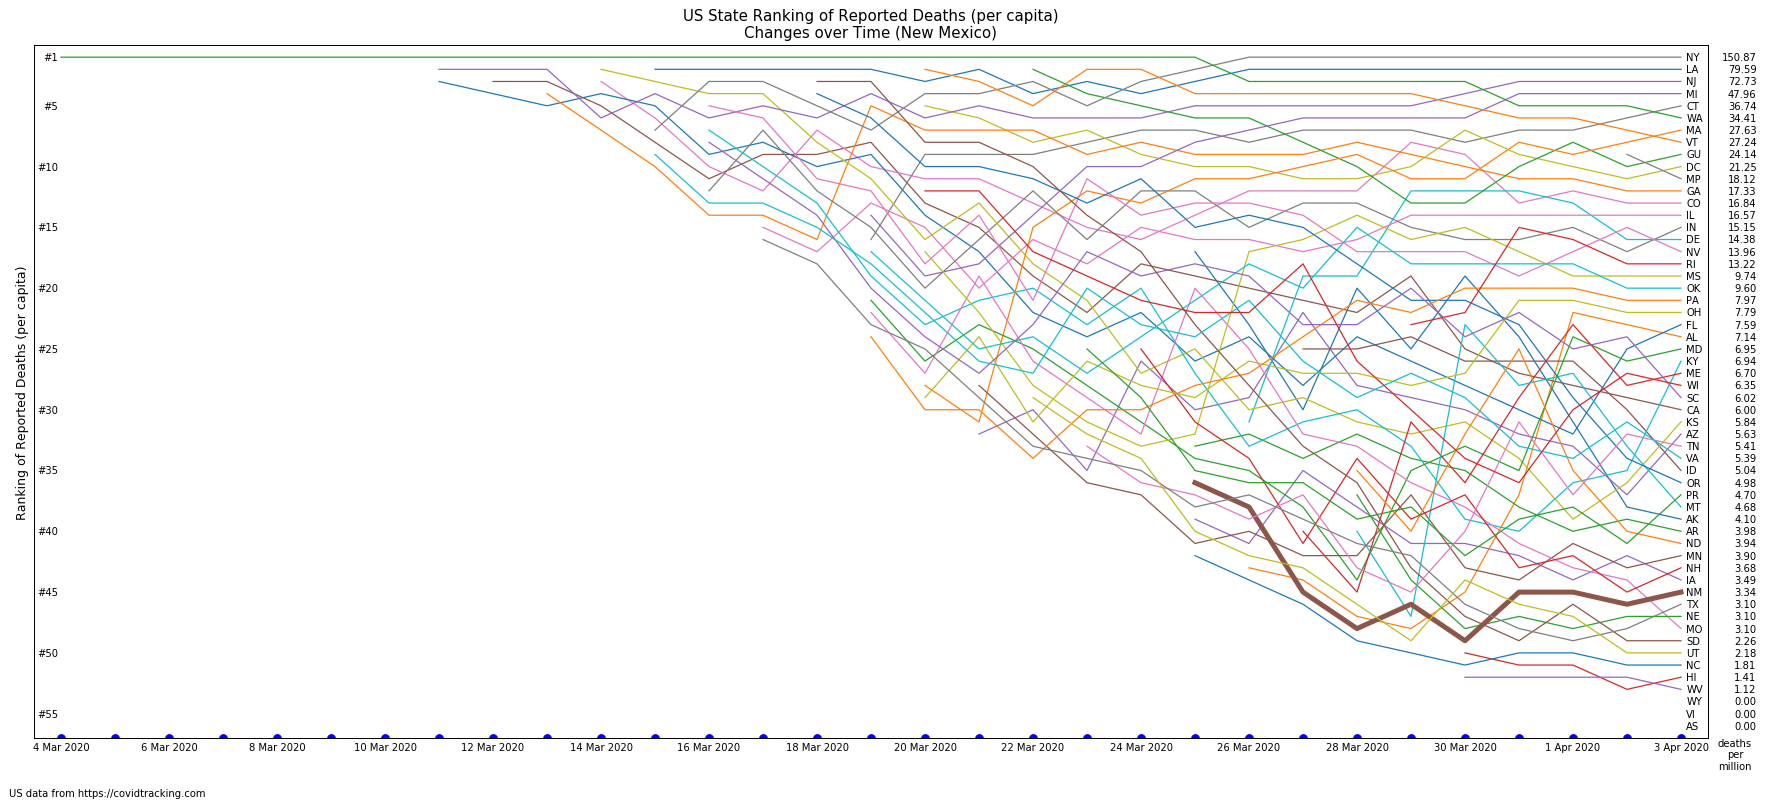 US State Ranking of Reported Deaths (per capita)
Changes over Time (New Mexico)
Ranking of Reported Deaths (per capita)
#1
#5
#10
#15
#20
#25
#30
#35
#40
#45
#50
#55
NY 150.87
LA 79.59
NJ 72.73
MI 47.96
CT 36.74
WA 34.41
MA 27.63
VT 27.24
GU 24.14
DC 21.25
MP 18.12
GA 17.33
CO 16.84
IL 16.57
IN 15.15
DE 14.38
NV 13.96
RI 13.22
MS 9.74
OK 9.60
PA 7.97
OH 7.79
FL 7.59
AL 7.14
MD 6.95
KY 6.94
ME 6.70
WI 6.35
SC 6.02
CA 6.00
KS 5.84
AZ 5.63
TN 5.41
VA 5.39
ID 5.04
OR 4.98
PR 4.70
MT 4.68
AK 4.10
AR 3.98
ND 3.94
MN 3.90
NH 3.68
IA 3.49
NM 3.34
TX 3.10
NE 3.10
MO 3.10
SD 2.26
UT 2.18
NC 1.81
HI 1.41
WV 1.12
WY 0.00
VI 0.00
AS 0.00
4 Mar 2020 6 Mar 2020 8 Mar 2020 10 Mar 2020 12 Mar 2020 14 Mar 2020 16 Mar 2020 18 Mar 2020 20 Mar 2020 22 Mar 2020 24 Mar 2020 26 Mar 2020 28 Mar 2020 30 Mar 2020 1 Apr 2020 3 Apr 2020
deaths
per
million
US data from https://covidtracking.com